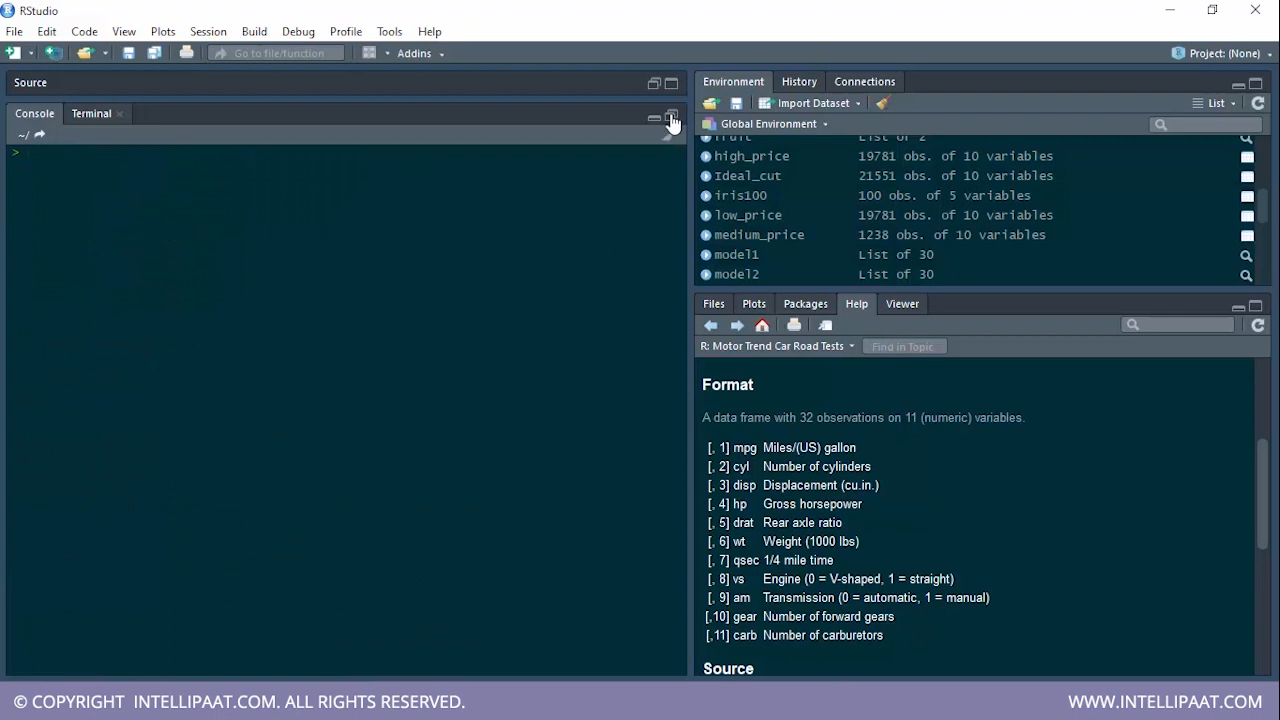 RStudio
File Edit Code View Plots Session Build Debug Profile Tools Help
Go to file/function Addins Project: (None)
Source
Console Terminal
~/
>
Environment History Connections
Import Dataset List
Global Environment
fruit List of 2
high_price 19781 obs. of 10 variables
Ideal_cut 21551 obs. of 10 variables
iris100 100 obs. of 5 variables
low_price 19781 obs. of 10 variables
medium_price 1238 obs. of 10 variables
model1 List of 30
model2 List of 30
Files Plots Packages Help Viewer
R: Motor Trend Car Road Tests Find in Topic
Format
A data frame with 32 observations on 11 (numeric) variables.
[, 1] mpg Miles/(US) gallon
[, 2] cyl Number of cylinders
[, 3] disp Displacement (cu.in.)
[, 4] hp Gross horsepower
[, 5] drat Rear axle ratio
[, 6] wt Weight (1000 lbs)
[, 7] qsec 1/4 mile time
[, 8] vs Engine (0 = V-shaped, 1 = straight)
[, 9] am Transmission (0 = automatic, 1 = manual)
[,10] gear Number of forward gears
[,11] carb Number of carburetors
Source
© COPYRIGHT INTELLIPAAT.COM. ALL RIGHTS RESERVED. WWW.INTELLIPAAT.COM